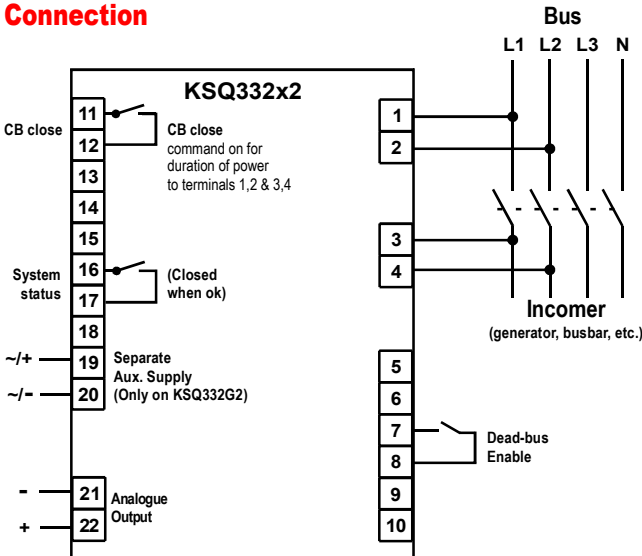 Connection
Bus
L1 L2 L3 N
KSQ332x2
CB close
11
12
13
14
15
16
17
18
19
20
21
22
CB close
command on for
duration of power
to terminals 1,2 & 3,4
System
status
(Closed
when ok)
~/+
~/-
Separate
Aux. Supply
(Only on KSQ332G2)
-
+
Analogue
Output
1
2
3
4
5
6
7
8
9
10
Incomer
(generator, busbar, etc.)
Dead-bus
Enable